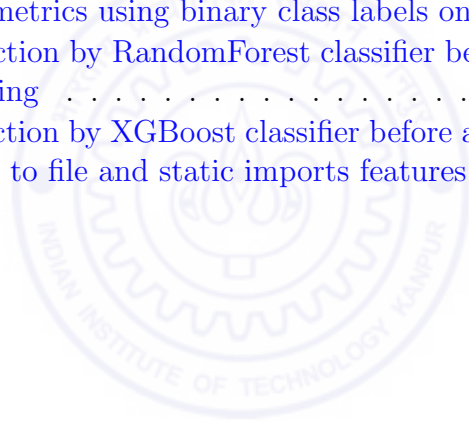 metrics using binary class labels on
ction by RandomForest classifier be
ing . . . . . . . . . . . . . . . . .
ction by XGBoost classifier before a
to file and static imports features
INDIAN INSTITUTE OF TECHNOLOGY KANPUR